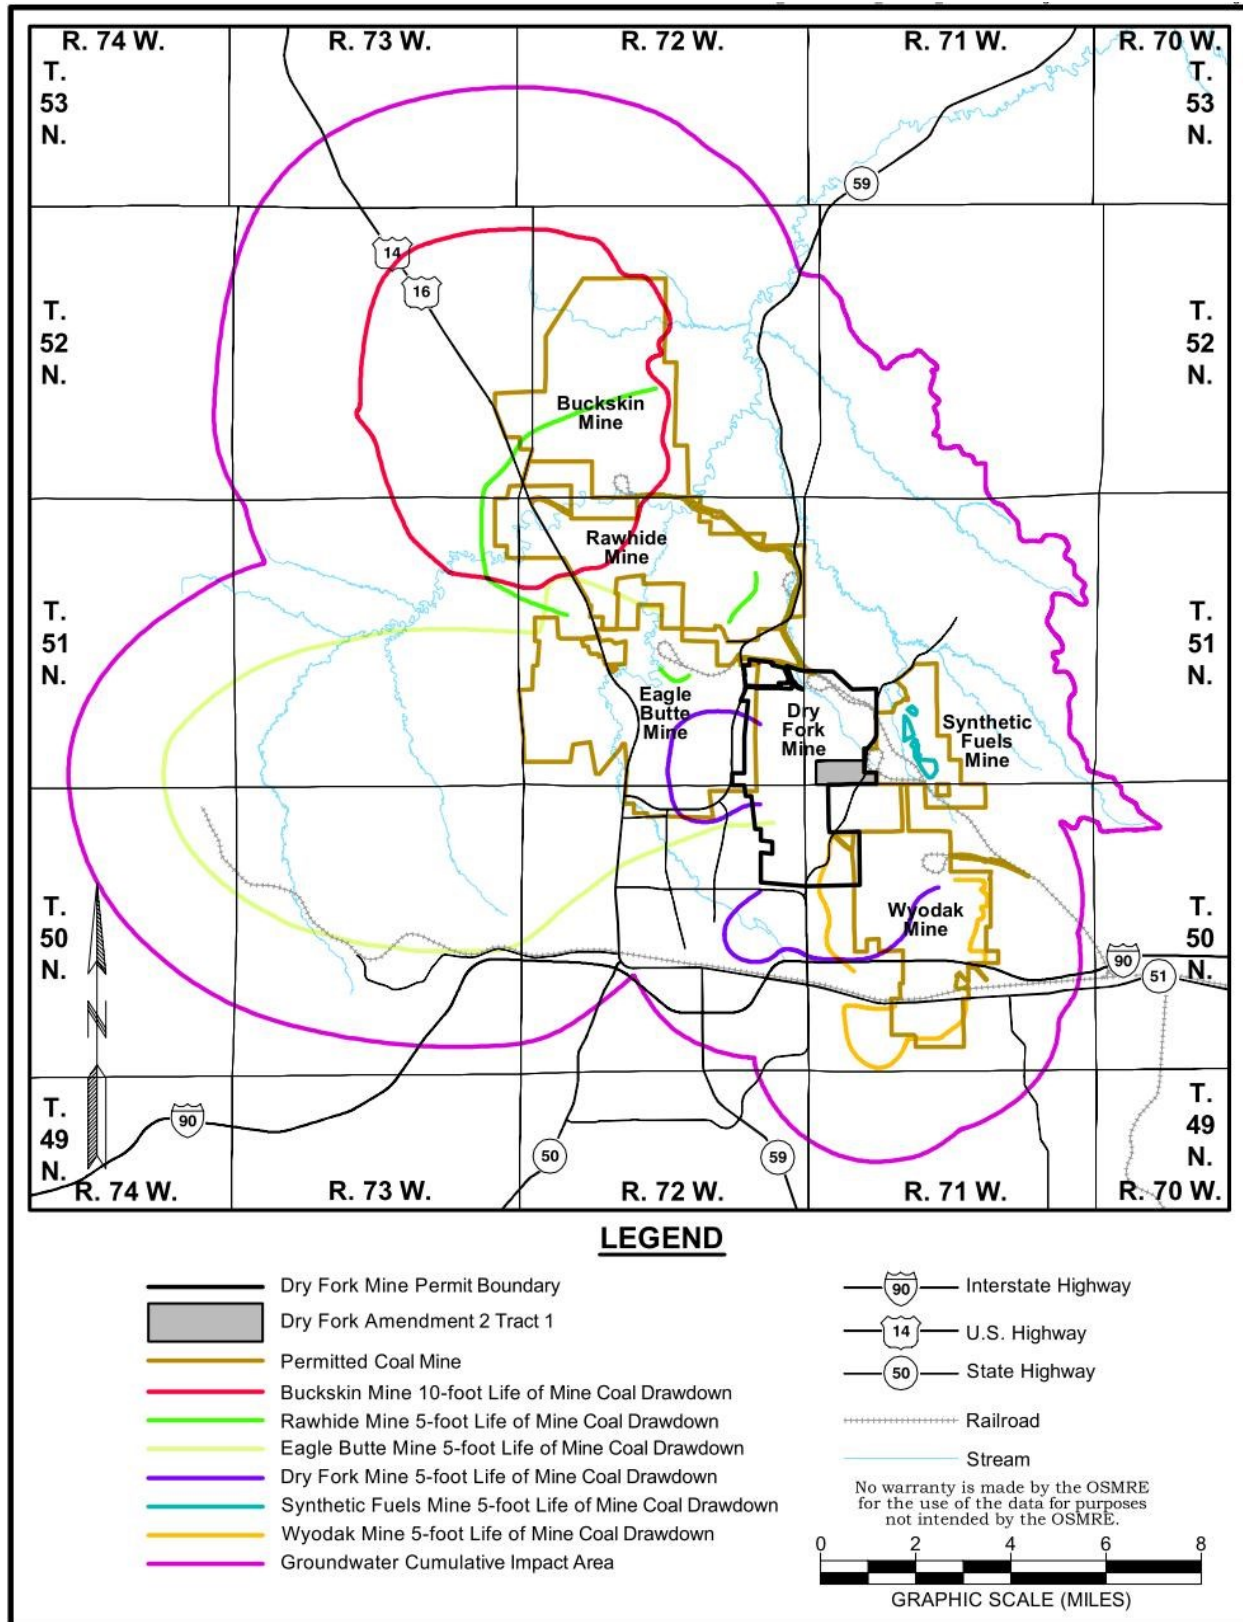 R. 74 W. R. 73 W. R. 72 W. R. 71 W. R. 70 W.
T. T.
53 53
N. N.
59
14
16
T. T.
52 52
N. N.
Buckskin
Mine
Rawhide
Mine
T. T.
51 51
N. N.
Eagle
Butte
Mine
Dry
Fork
Mine
Synthetic
Fuels
Mine
T. T.
50 50
N. N.
Wyodak
Mine
90
51
N
T. T.
49 49
N. N.
90
50
59
R. 74 W. R. 73 W. R. 72 W. R. 71 W. R. 70 W.
LEGEND
Dry Fork Mine Permit Boundary
Dry Fork Amendment 2 Tract 1
Permitted Coal Mine
Buckskin Mine 10-foot Life of Mine Coal Drawdown
Rawhide Mine 5-foot Life of Mine Coal Drawdown
Eagle Butte Mine 5-foot Life of Mine Coal Drawdown
Dry Fork Mine 5-foot Life of Mine Coal Drawdown
Synthetic Fuels Mine 5-foot Life of Mine Coal Drawdown
Wyodak Mine 5-foot Life of Mine Coal Drawdown
Groundwater Cumulative Impact Area
90 Interstate Highway
14 U.S. Highway
50 State Highway
Railroad
Stream
No warranty is made by the OSMRE
for the use of the data for purposes
not intended by the OSMRE.
0 2 4 6 8
GRAPHIC SCALE (MILES)